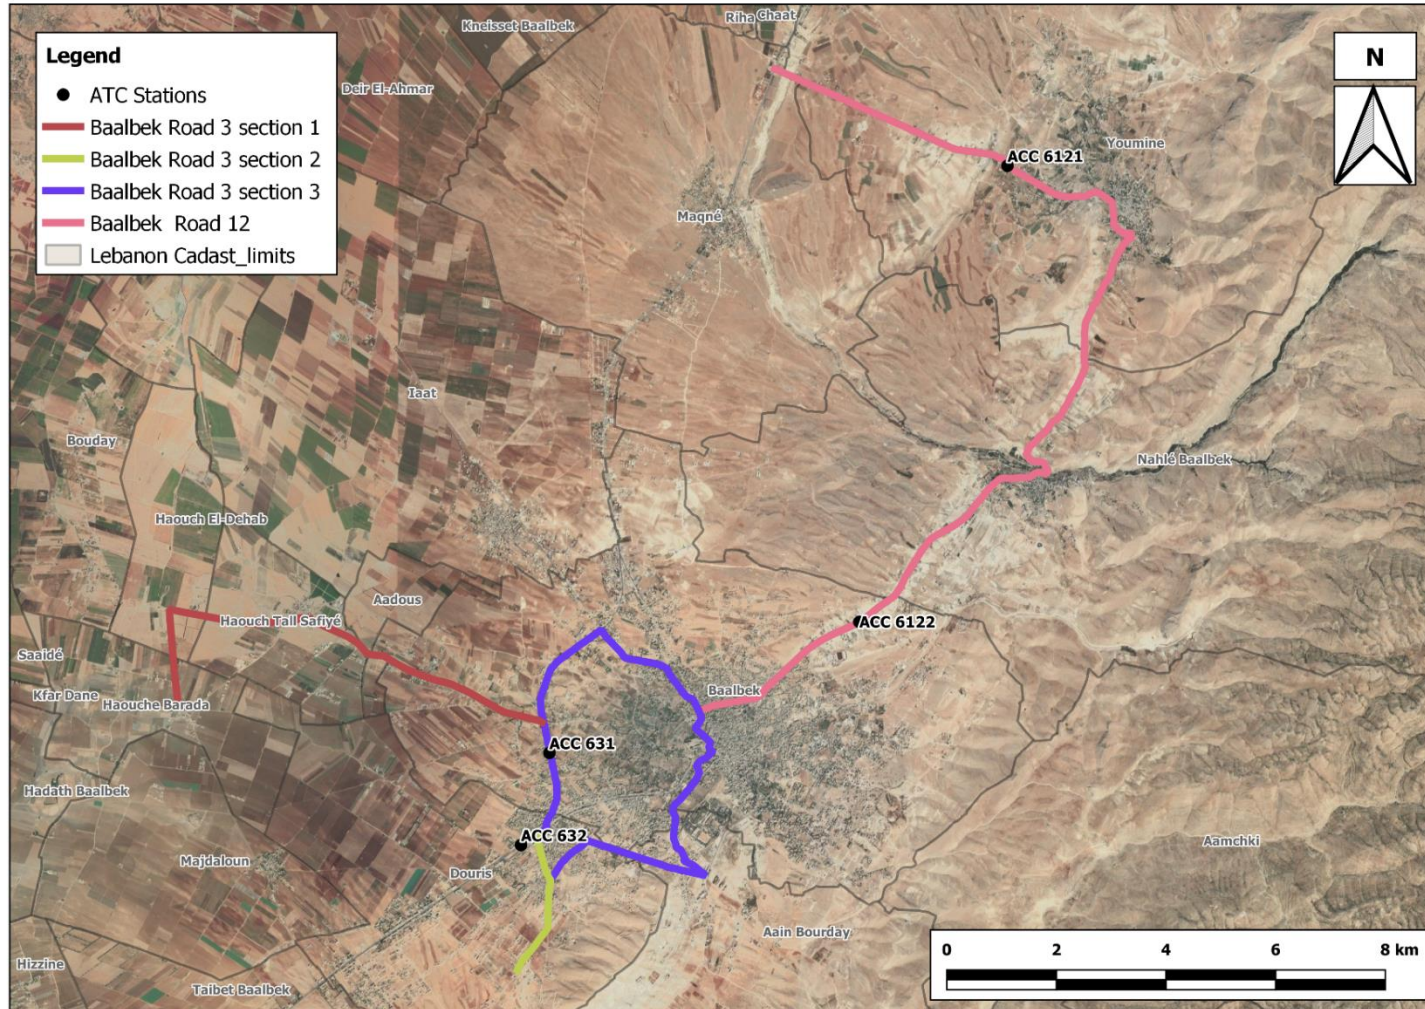 Kneisset Baalbek
Riha Chaat
Legend
ATC Stations
Baalbek Road 3 section 1
Baalbek Road 3 section 2
Baalbek Road 3 section 3
Baalbek Road 12
Lebanon Cadast_limits
N
Deir El-Ahmar
Youmine
ACC 6121
Maqné
Iaat
Bouday
Nahlé Baalbek
Haouch El-Dehab
Aadous
Haouch Tall Safiyé
ACC 6122
Saaidé
Kfar Dane
Haouche Barada
Baalbek
ACC 631
Hadath Baalbek
ACC 632
Aamchki
Majdaloun
Douris
Aain Bourday
Hizzine
Taibet Baalbek
0 2 4 6 8 km